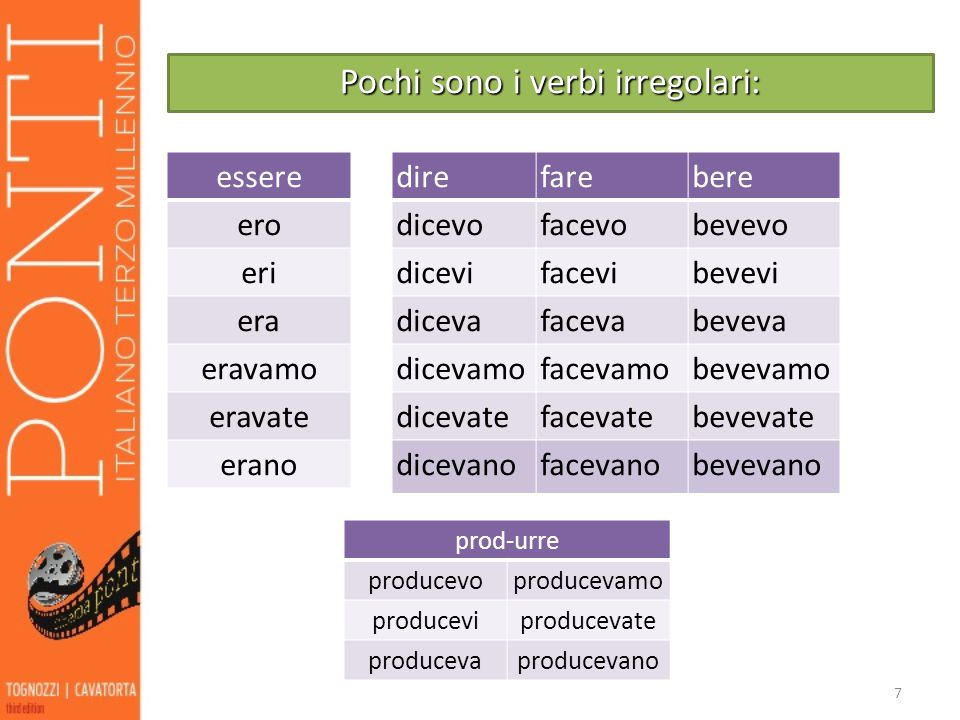 PONTI
ITALIANO TERZO MILLENNIO
cinema ponti
TOGNOZZI | CAVATORTA
third edition
Pochi sono i verbi irregolari:
essere
ero
eri
era
eravamo
eravate
erano
dire fare bere
dicevo facevo bevevo
dicevi facevi bevevi
diceva faceva beveva
dicevamo facevamo bevevamo
dicevate facevate bevevate
dicevano facevano bevevano
prod-urre
producevo producevamo
producevi producevate
produceva producevano
7